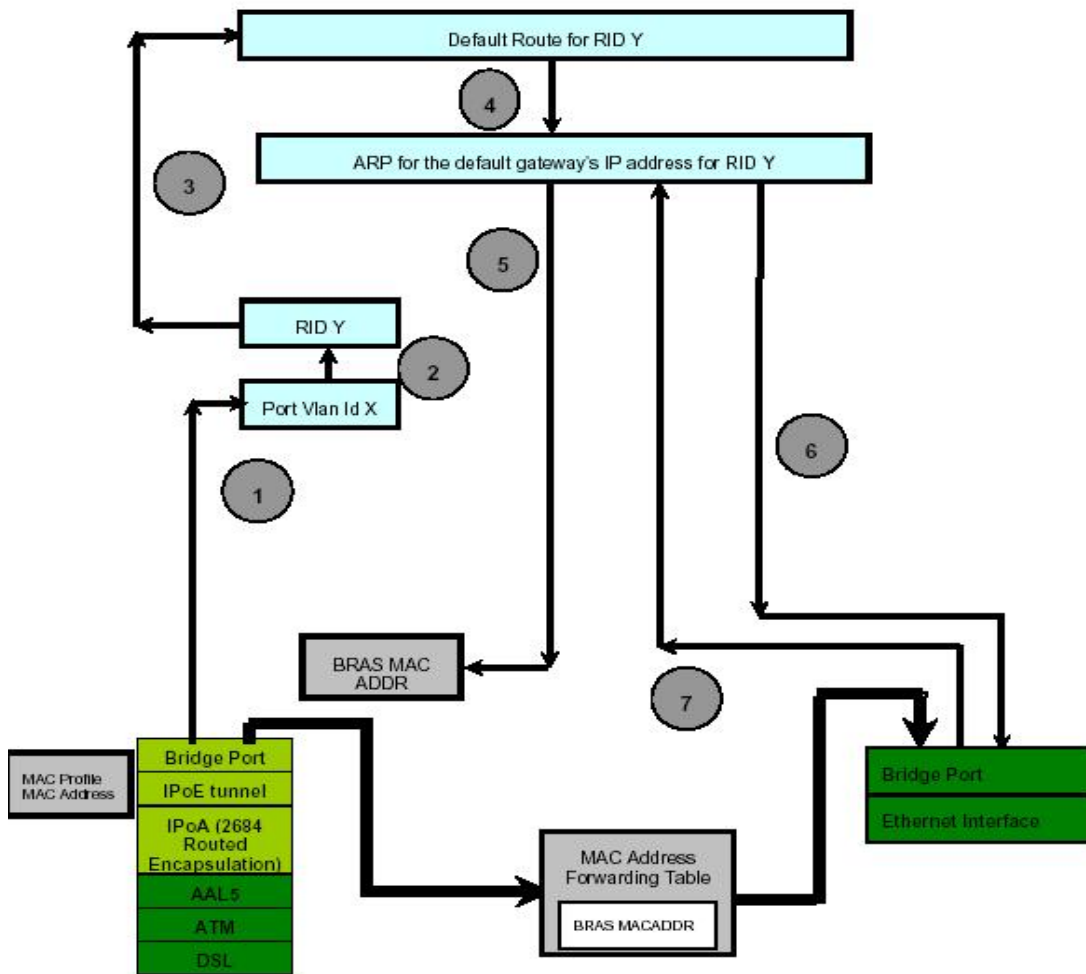 Default Route for RID Y
4
ARP for the default gateway's IP address for RID Y
3
5
RID Y
2
Port Vlan Id X
6
1
BRAS MAC
ADDR
7
MAC Profile
MAC Address
Bridge Port
IPoE tunnel
IPoA (2684
Routed
Encapsulation)
AAL5
ATM
DSL
MAC Address
Forwarding Table
BRAS MACADDR
Bridge Port
Ethernet Interface